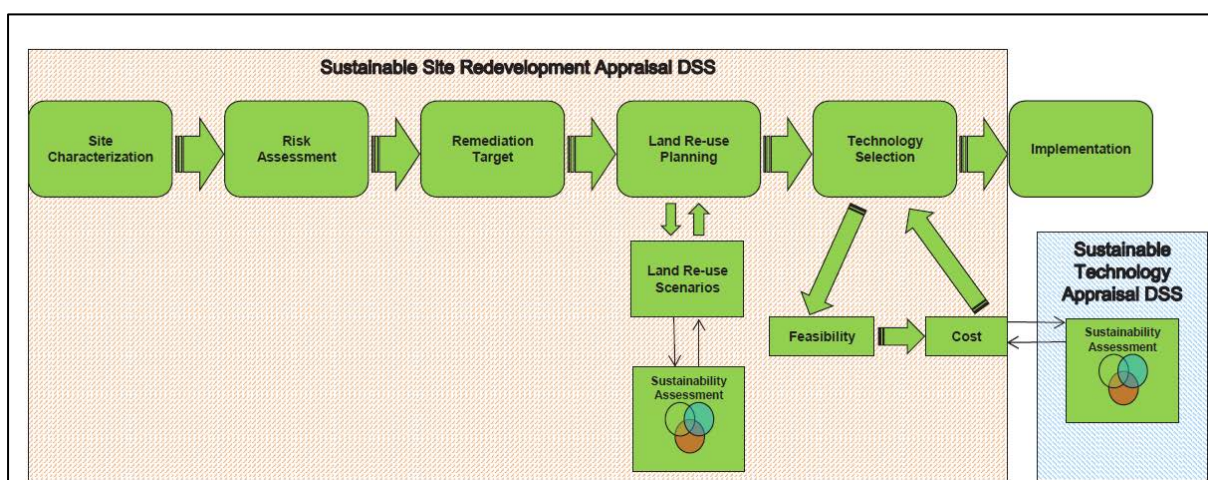 Sustainable Site Redevelopment Appraisal DSS
Site
Characterization
Risk
Assessment
Remediation
Target
Land Re-use
Planning
Technology
Selection
Implementation
Land Re-use
Scenarios
Sustainability
Assessment
Feasibility
Cost
Sustainable
Technology
Appraisal DSS
Sustainability
Assessment